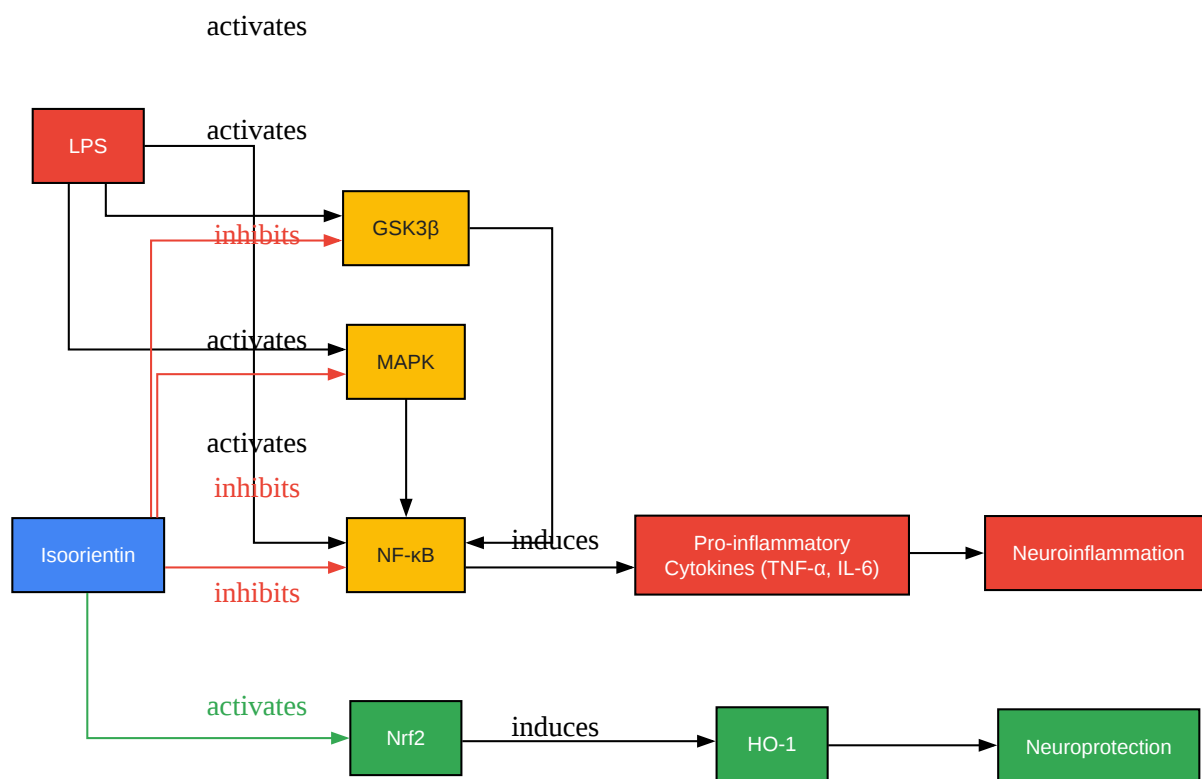 activates
LPS
activates
GSK3β
inhibits
activates
MAPK
activates
inhibits
Isoorientin
NF-κB
induces
Pro-inflammatory
Cytokines (TNF-α, IL-6)
Neuroinflammation
inhibits
activates
Nrf2
induces
HO-1
Neuroprotection